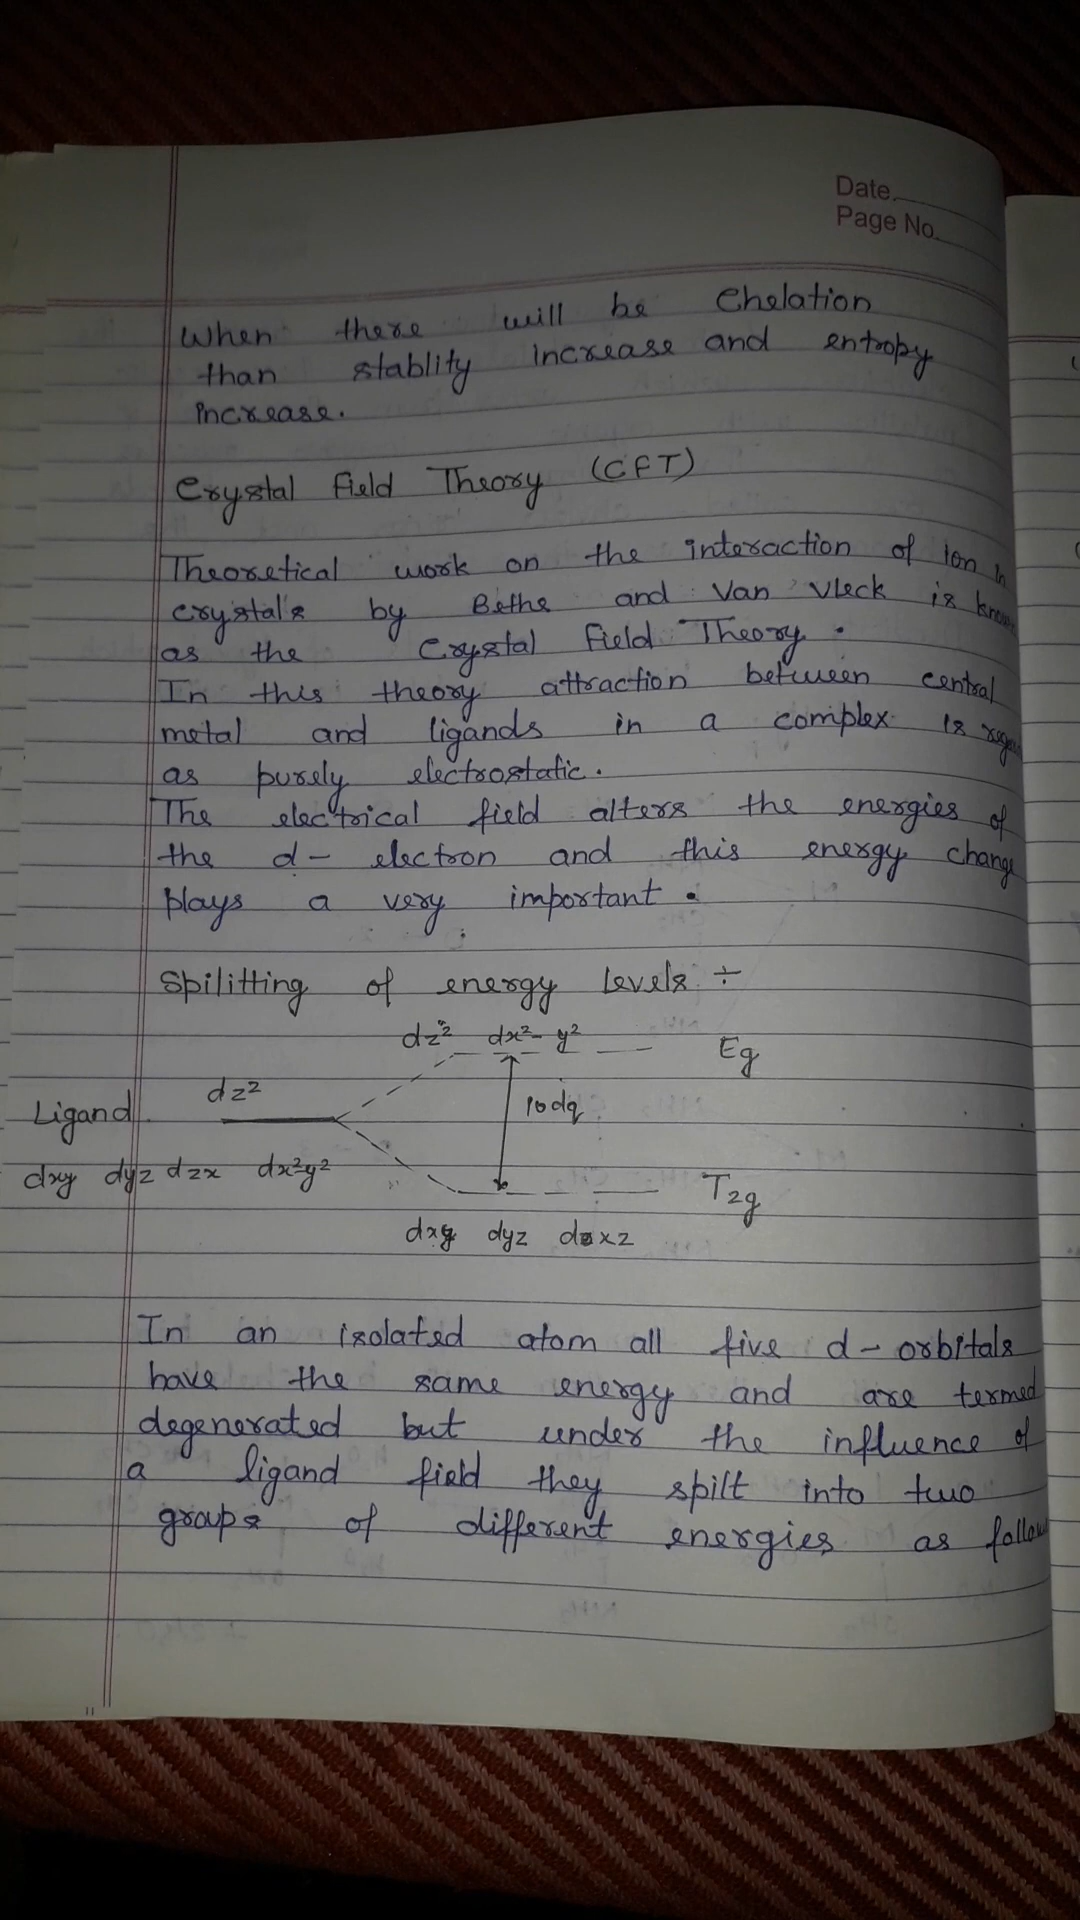 Date.
Page No.
When there will be Chelation
than stablity increase and entropy
increase.
Crystal Field Theory (CFT)
Theoretical work on the interaction of ion in
crystals by Bethe and Van Vleck is know
as the Crystal Field Theory.
In this theory attraction between central
metal and ligands in a complex is
as purely electrostatic.
The electrical field alters the energies of
the d- electron and this energy change
plays a very important.
Spilitting of energy levels ÷
dz² dx²- y² Eg
dz²
Ligand 10dq
dxy dyz dzx dx²y²
T2g
dxy dyz dxz
In an isolated atom all five d- orbitals
have the same energy and are termed
degenerated but under the influence of
a ligand field they spilt into two
groups of different energies as follow